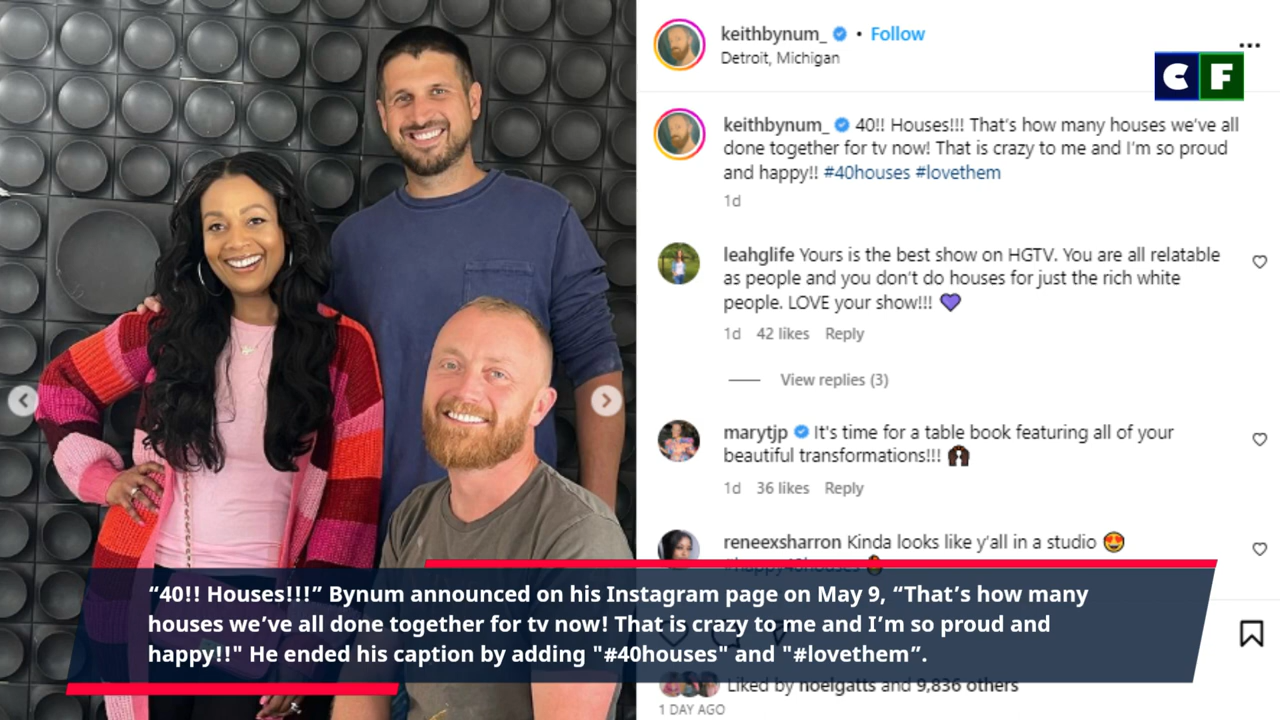 keithbynum_ • Follow
Detroit, Michigan
CF
keithbynum_ 40!! Houses!!! That's how many houses we've all
done together for tv now! That is crazy to me and I'm so proud
and happy!! #40houses #lovethem
1d
leahglife Yours is the best show on HGTV. You are all relatable
as people and you don't do houses for just the rich white
people. LOVE your show!!! 💜
1d 42 likes Reply
View replies (3)
marytjp It's time for a table book featuring all of your
beautiful transformations!!!
1d 36 likes Reply
reneexsharron Kinda looks like y'all in a studio 😍
#happy40houses 🔥
“40!! Houses!!!” Bynum announced on his Instagram page on May 9, “That’s how many
houses we’ve all done together for tv now! That is crazy to me and I’m so proud and
happy!!" He ended his caption by adding "#40houses" and "#lovethem”.
Liked by noelgatts and 9,836 others
1 DAY AGO